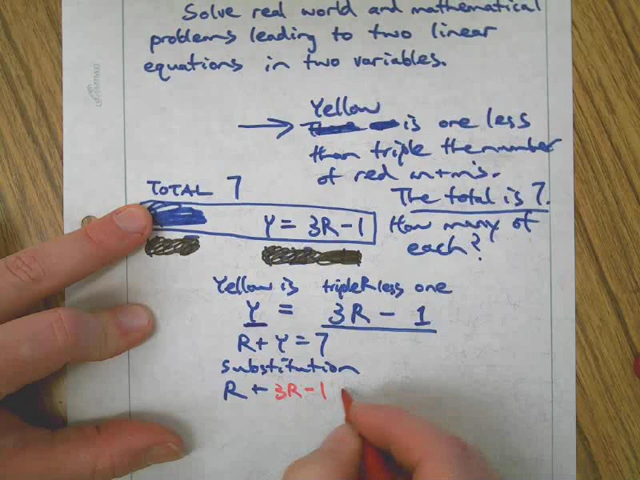 Solve real world and mathematical
problems leading to two linear
equations in two variables.
Yellow
is one less
than triple the number
of red m+m's.
TOTAL 7
The total is 7.
Y = 3R-1
How many of
each?
Yellow is tripleR less one
Y = 3R - 1
R+Y=7
Substitution
R + 3R-1